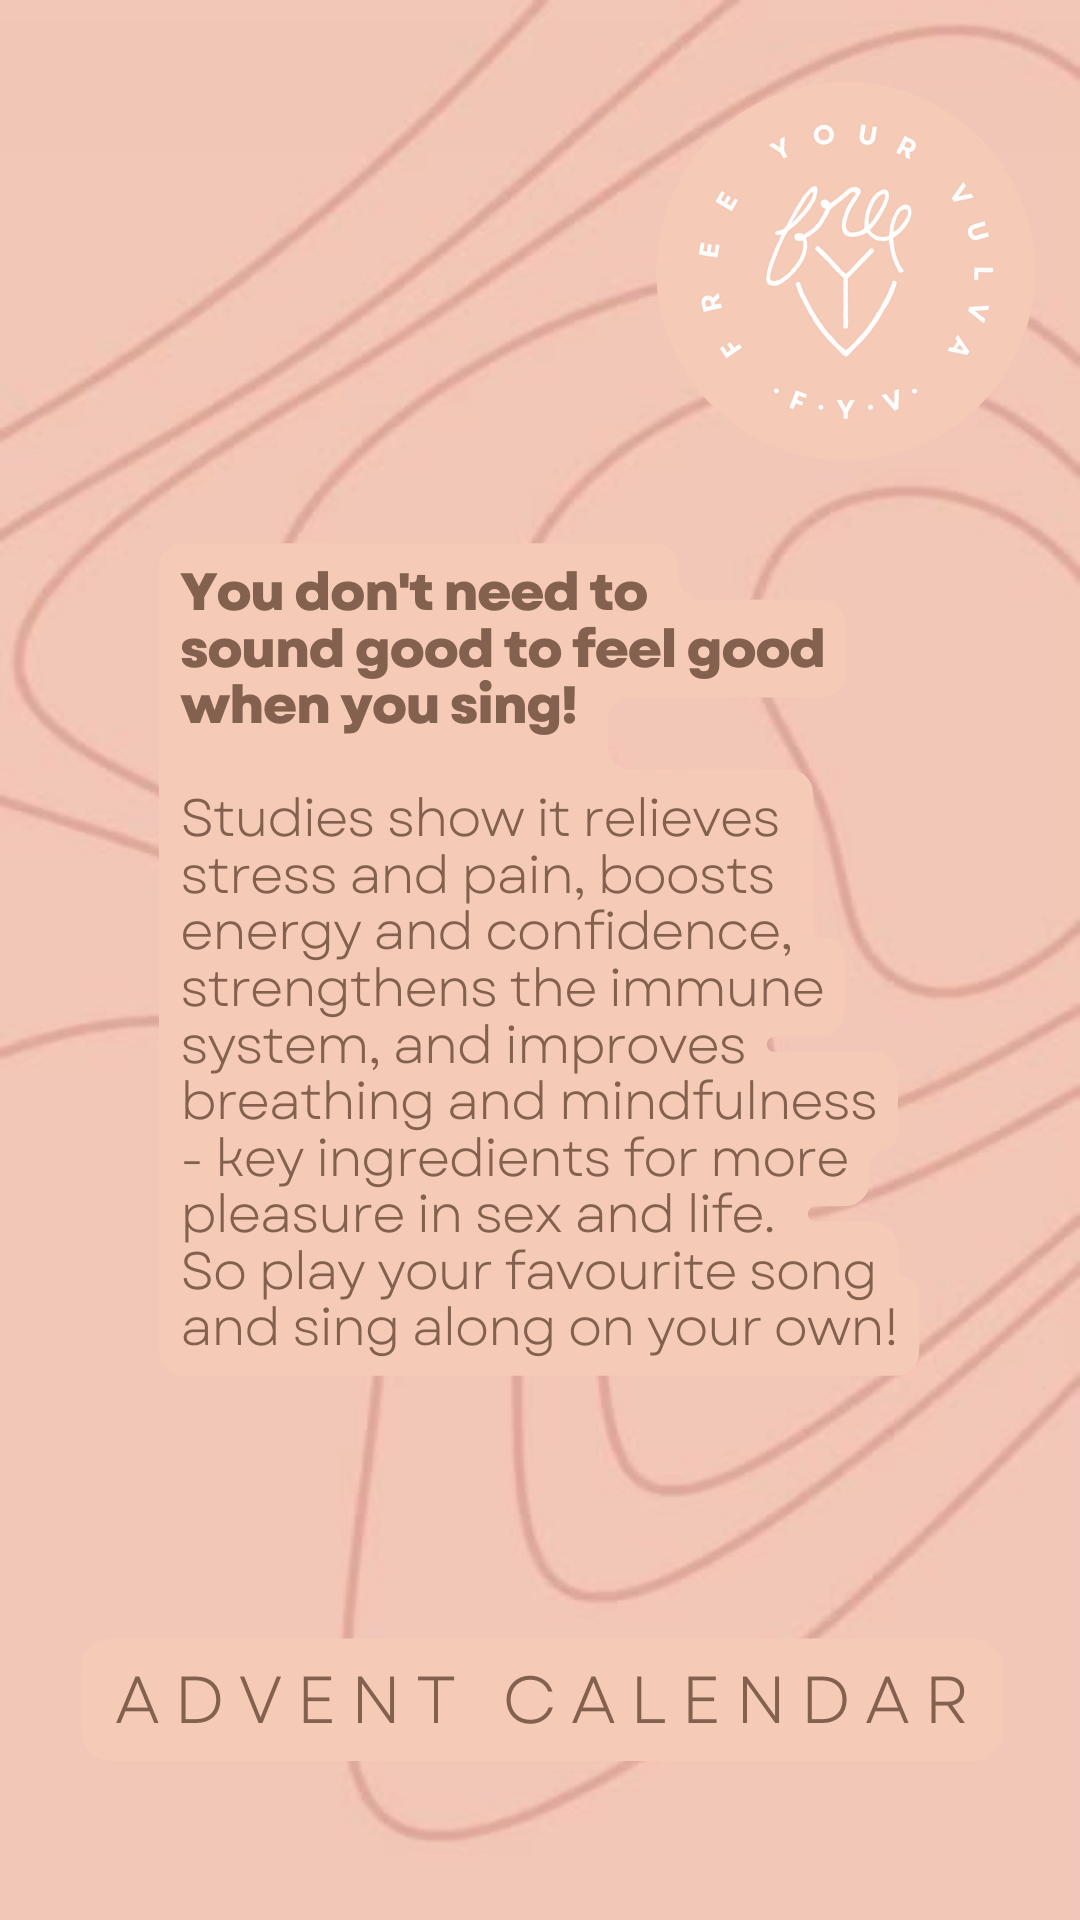 FREE YOUR VULVA
free
·F·Y·V·
You don't need to
sound good to feel good
when you sing!
Studies show it relieves
stress and pain, boosts
energy and confidence,
strengthens the immune
system, and improves
breathing and mindfulness
- key ingredients for more
pleasure in sex and life.
So play your favourite song
and sing along on your own!
ADVENT CALENDAR